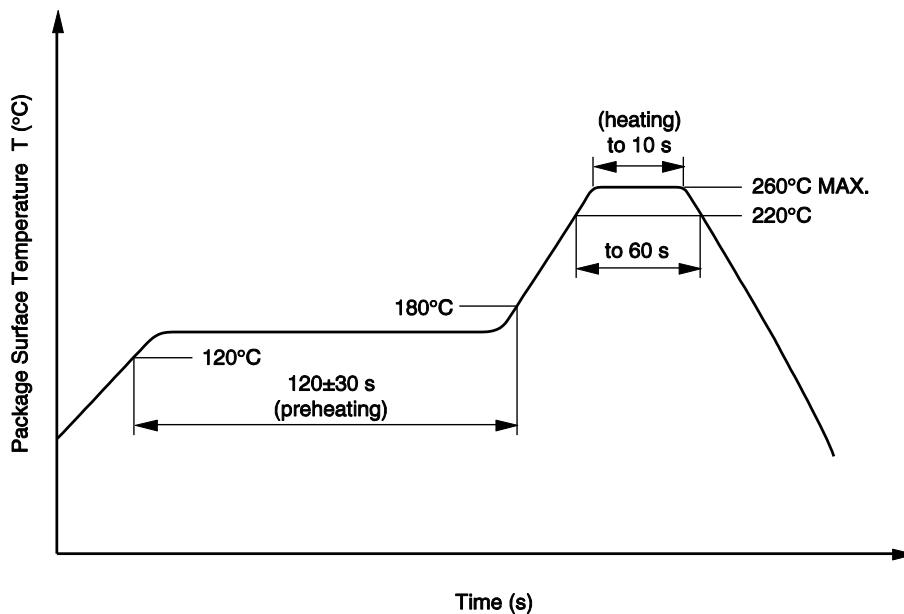 Package Surface Temperature T (°C)
(heating)
to 10 s
260°C MAX.
220°C
to 60 s
180°C
120°C
120±30 s
(preheating)
Time (s)